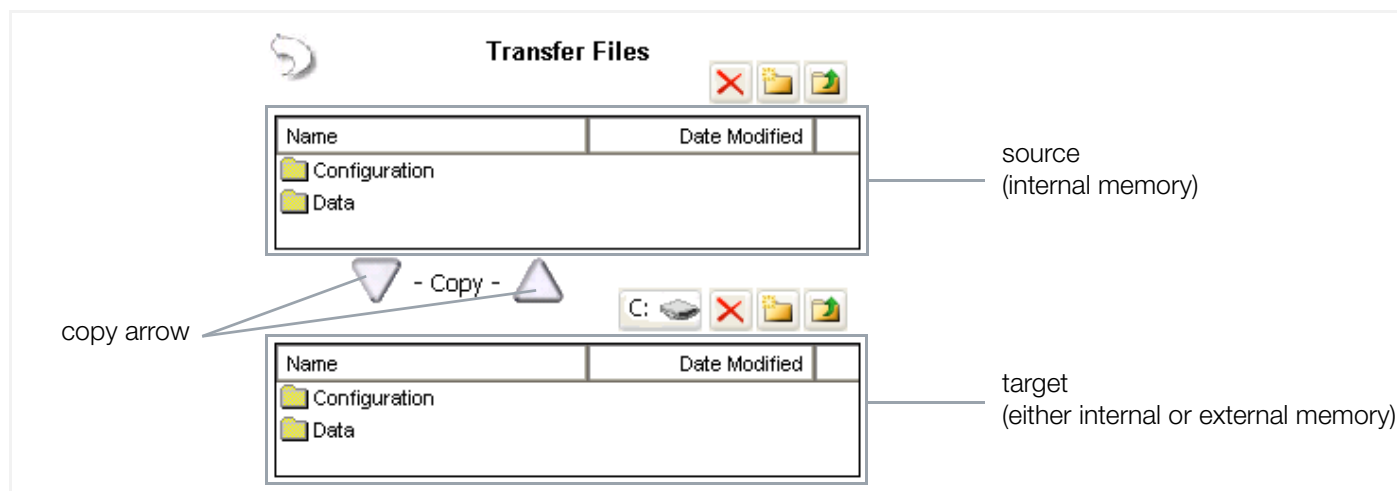 Transfer Files
Name Date Modified
Configuration
Data
source
(internal memory)
- Copy -
C:
copy arrow
Name Date Modified
Configuration
Data
target
(either internal or external memory)